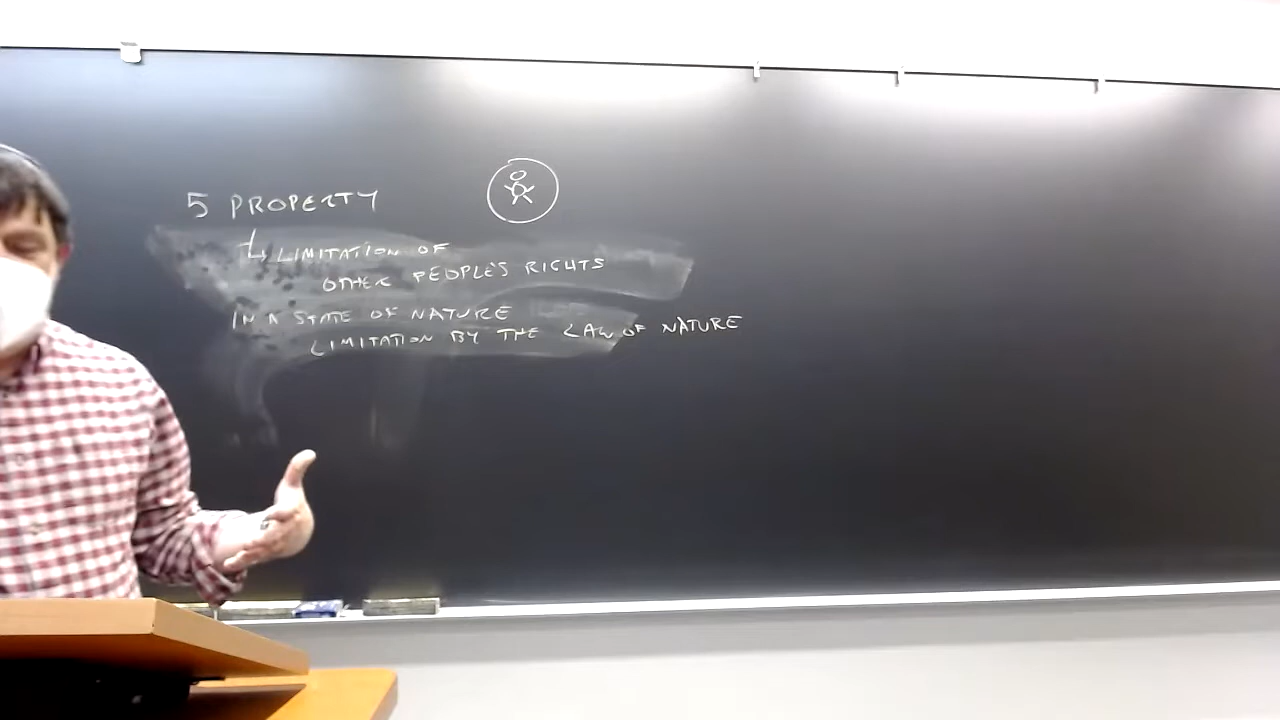 5 PROPERTY
LIMITATION OF
OTHER PEOPLE'S RIGHTS
IN A STATE OF NATURE
LIMITATION BY THE LAW OF NATURE